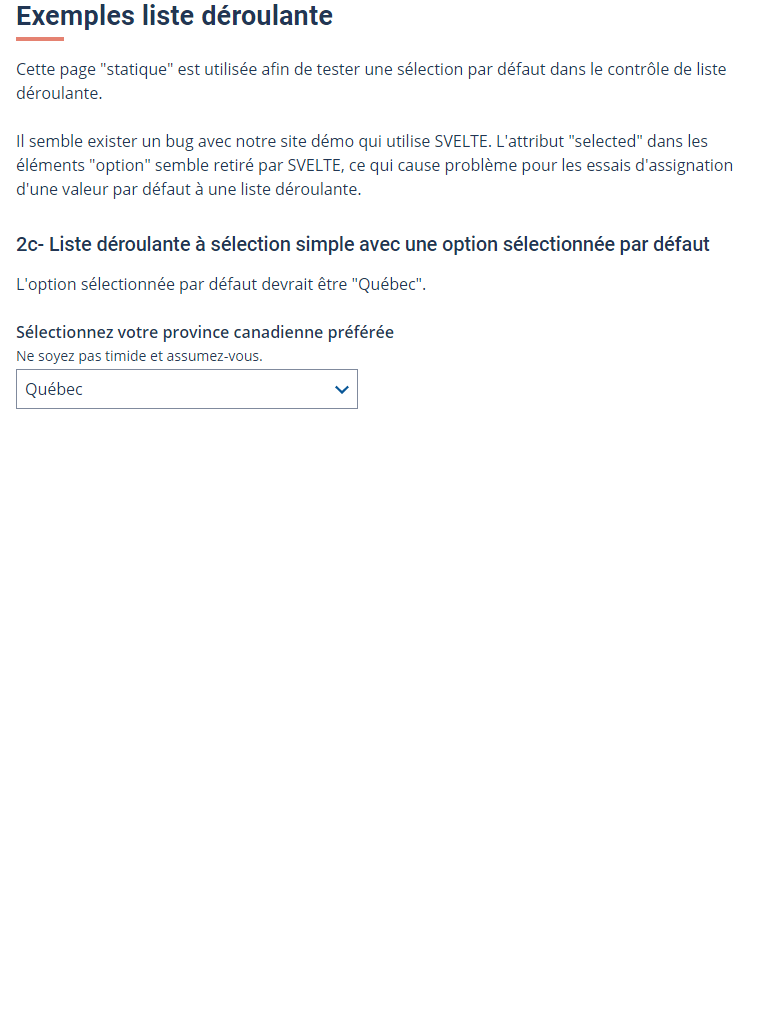 Exemples liste déroulante
Cette page "statique" est utilisée afin de tester une sélection par défaut dans le contrôle de liste
déroulante.
Il semble exister un bug avec notre site démo qui utilise SVELTE. L'attribut "selected" dans les
éléments "option" semble retiré par SVELTE, ce qui cause problème pour les essais d'assignation
d'une valeur par défaut à une liste déroulante.
2c- Liste déroulante à sélection simple avec une option sélectionnée par défaut
L'option sélectionnée par défaut devrait être "Québec".
Sélectionnez votre province canadienne préférée
Ne soyez pas timide et assumez-vous.
Québec